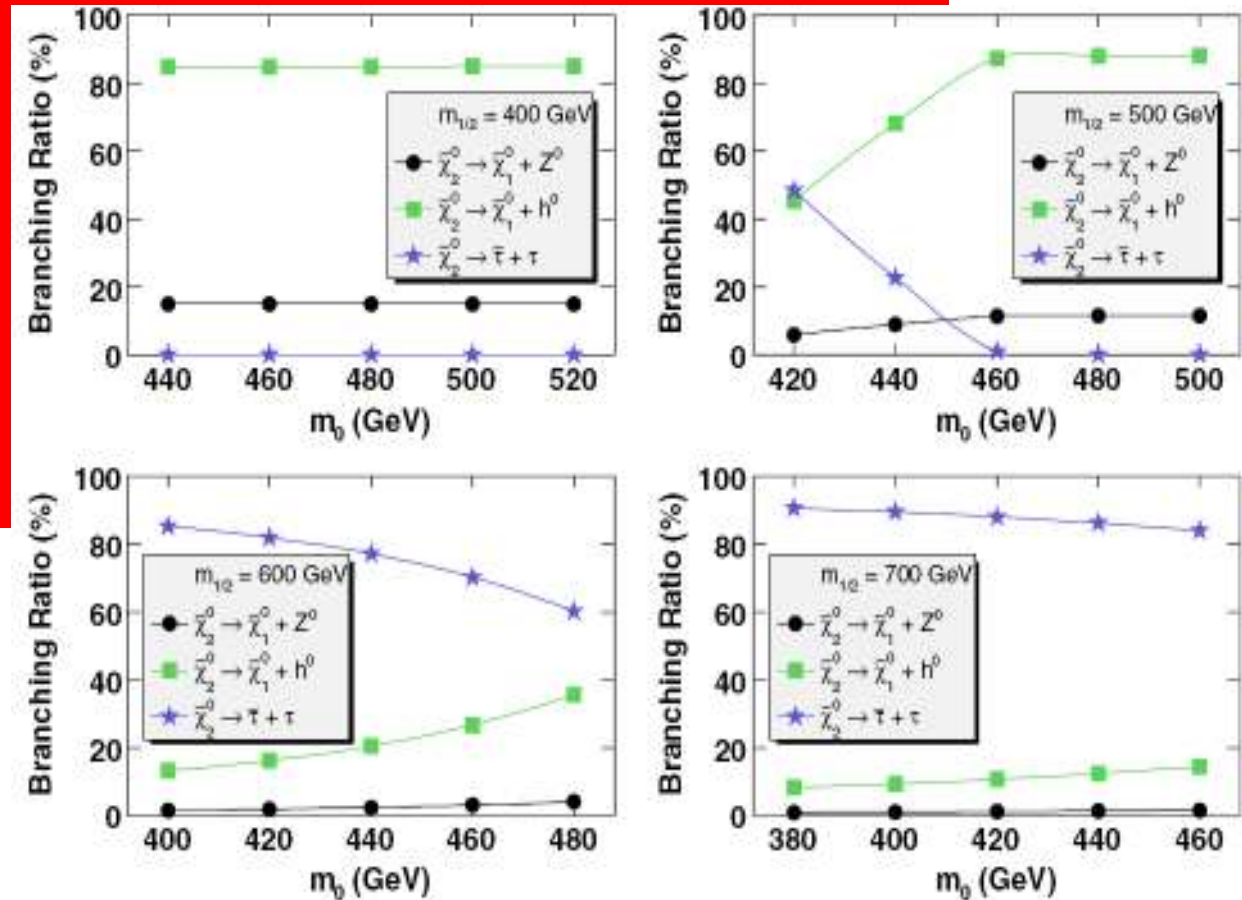 Branching Ratio (%)
100
80
60
40
20
0
m₁/₂ = 400 GeV
χ̃⁰₂ → χ̃⁰₁ + Z⁰
χ̃⁰₂ → χ̃⁰₁ + h⁰
χ̃⁰₂ → τ̃ + τ
440 460 480 500 520
m₀ (GeV)
Branching Ratio (%)
100
80
60
40
20
0
m₁/₂ = 500 GeV
χ̃⁰₂ → χ̃⁰₁ + Z⁰
χ̃⁰₂ → χ̃⁰₁ + h⁰
χ̃⁰₂ → τ̃ + τ
420 440 460 480 500
m₀ (GeV)
Branching Ratio (%)
100
80
60
40
20
0
m₁/₂ = 600 GeV
χ̃⁰₂ → χ̃⁰₁ + Z⁰
χ̃⁰₂ → χ̃⁰₁ + h⁰
χ̃⁰₂ → τ̃ + τ
400 420 440 460 480
m₀ (GeV)
Branching Ratio (%)
100
80
60
40
20
0
m₁/₂ = 700 GeV
χ̃⁰₂ → χ̃⁰₁ + Z⁰
χ̃⁰₂ → χ̃⁰₁ + h⁰
χ̃⁰₂ → τ̃ + τ
380 400 420 440 460
m₀ (GeV)